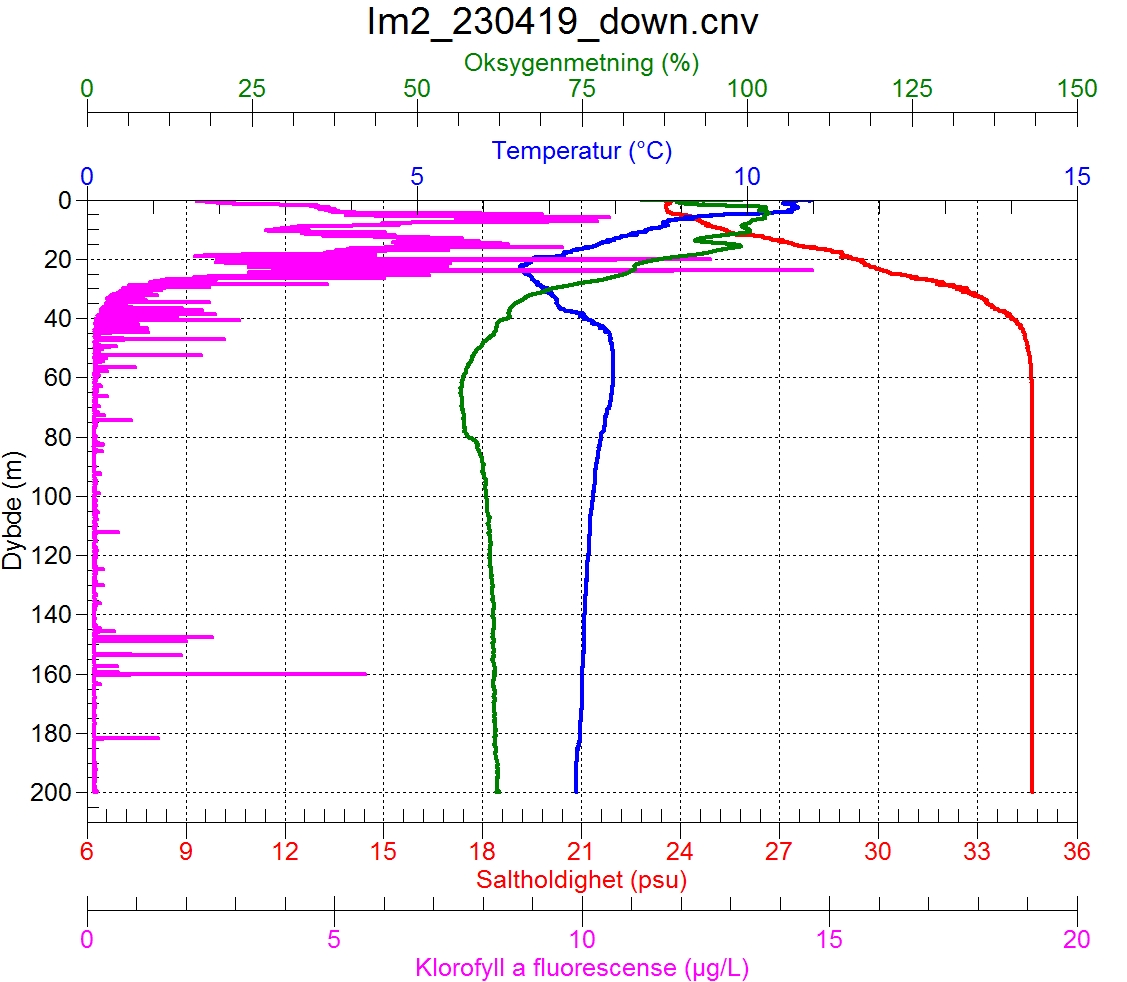 Im2_230419_down.cnv
Oksygenmetning (%)
0 25 50 75 100 125 150
Temperatur (°C)
0 5 10 15
0
20
40
60
80
100
120
140
160
180
200
Dybde (m)
6 9 12 15 18 21 24 27 30 33 36
Saltholdighet (psu)
0 5 10 15 20
Klorofyll a fluorescense (µg/L)